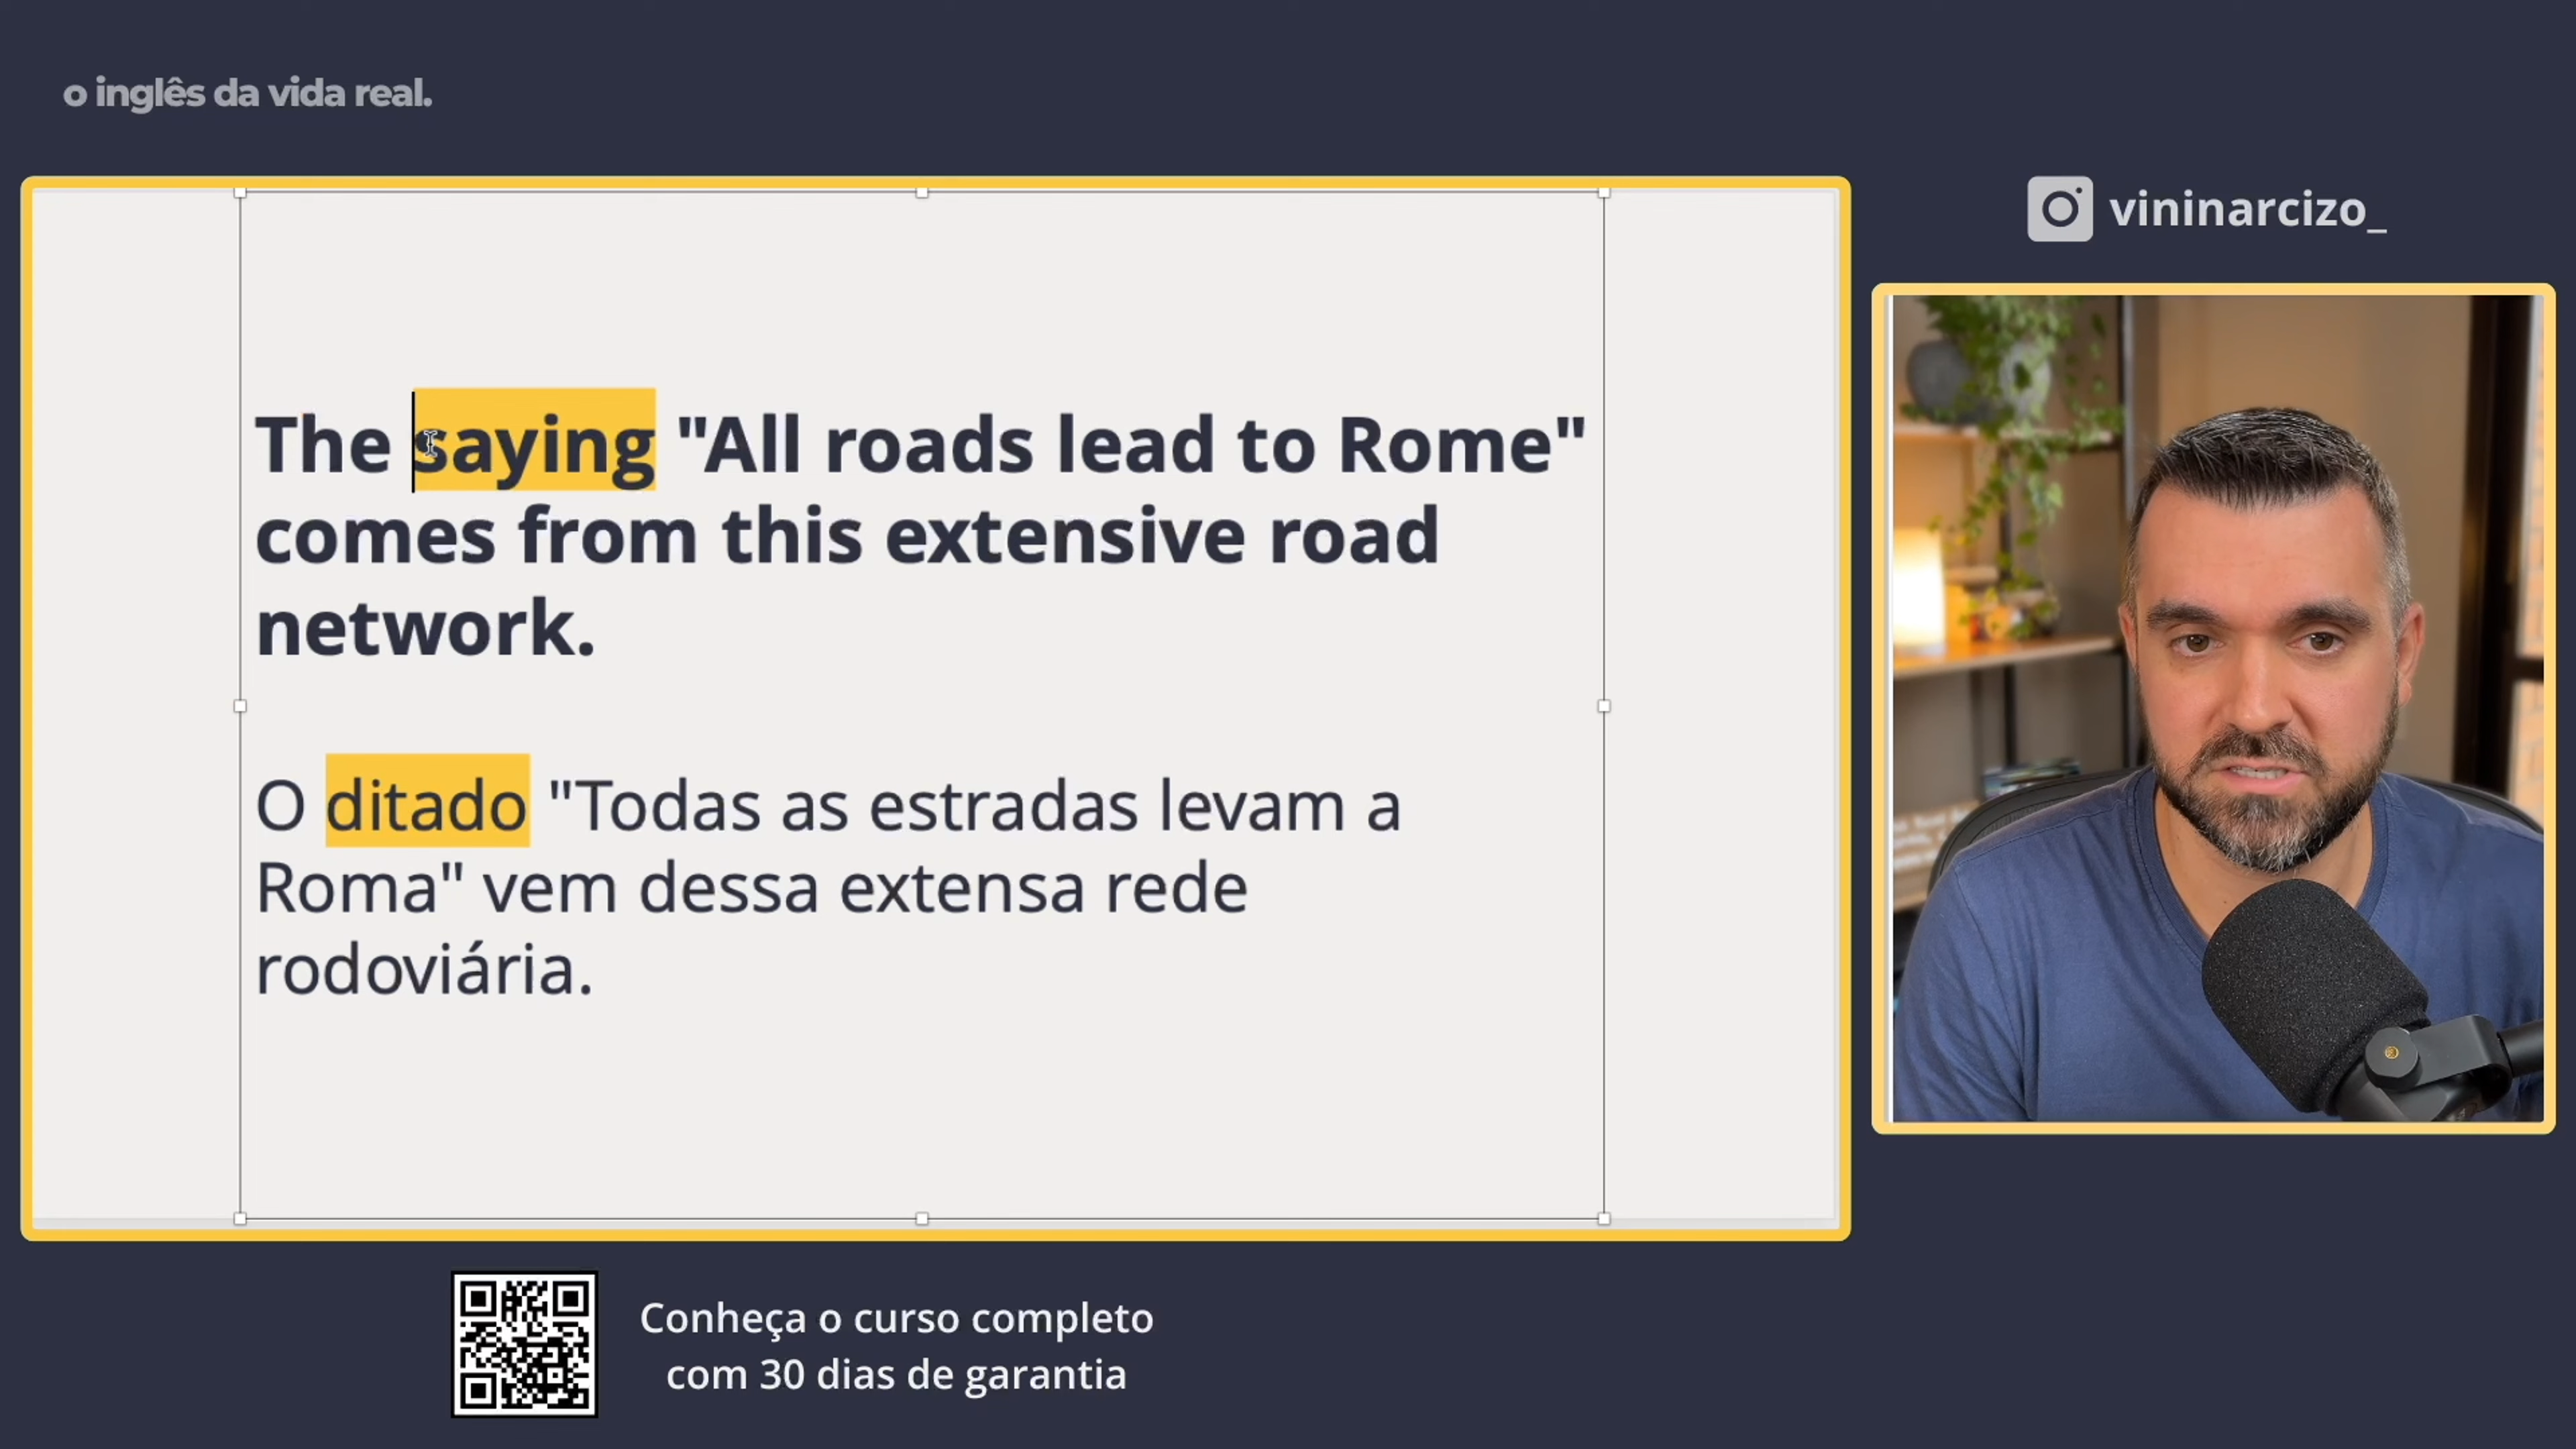 o inglês da vida real.
vininarcizo_
The saying "All roads lead to Rome"
comes from this extensive road
network.
O ditado "Todas as estradas levam a
Roma" vem dessa extensa rede
rodoviária.
Conheça o curso completo
com 30 dias de garantia